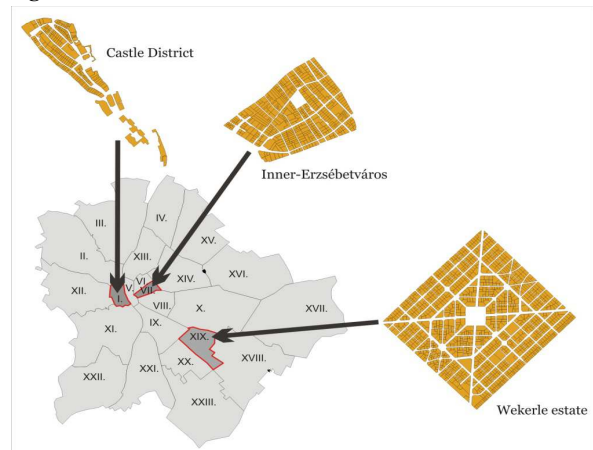 Castle District
Inner-Erzsébetváros
III.
IV.
XV.
II.
XIII.
XVI.
VI.
XIV.
XII.
I.
V.
VII.
VIII.
X.
XVII.
XI.
IX.
XIX.
XX.
XVIII.
XXII.
XXI.
XXIII.
Wekerle estate